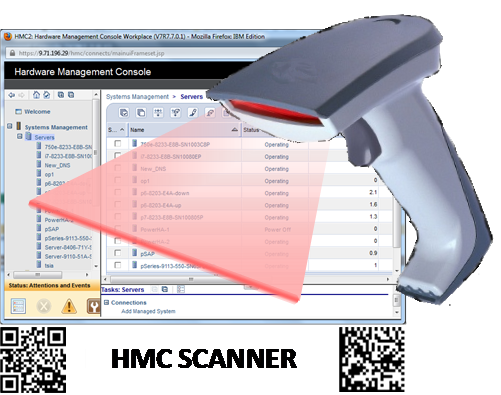 HMC2: Hardware Management Console Workplace (V7R7.7.0.1) - Mozilla Firefox: IBM Edition
https://9.71.196.29/hmc/connects/mainuiFrameset.jsp
Hardware Management Console
Systems Management > Servers
Welcome
Systems Management
Servers
750e-8233-E8B-SN1
i7-8233-E8B-SN100
New_DNS
op1
p6-8203-
PowerHA-
pSAP
pSeries-9113-550-
Server-8406-71Y-S
Server-9110-51A-S
tsis
Status: Attentions and Events
S... Name Status
750e-8233-E8B-SN1003C8P Operating
i7-8233-E8B-SN10000EP Operating
New_DNS Operating
op1 Operating 0
p6-8203-E4A-down Operating 2.1
p6-8203-E4A-up Operating 1.6
p7-8233-E8B-SN100605P Operating 1.3
PowerHA-1 Power Off 0
Operating 0
pSAP Operating 0.9
pSeries-9113-550- Operating 1
Tasks: Servers
Connections
Add Managed System
HMC SCANNER